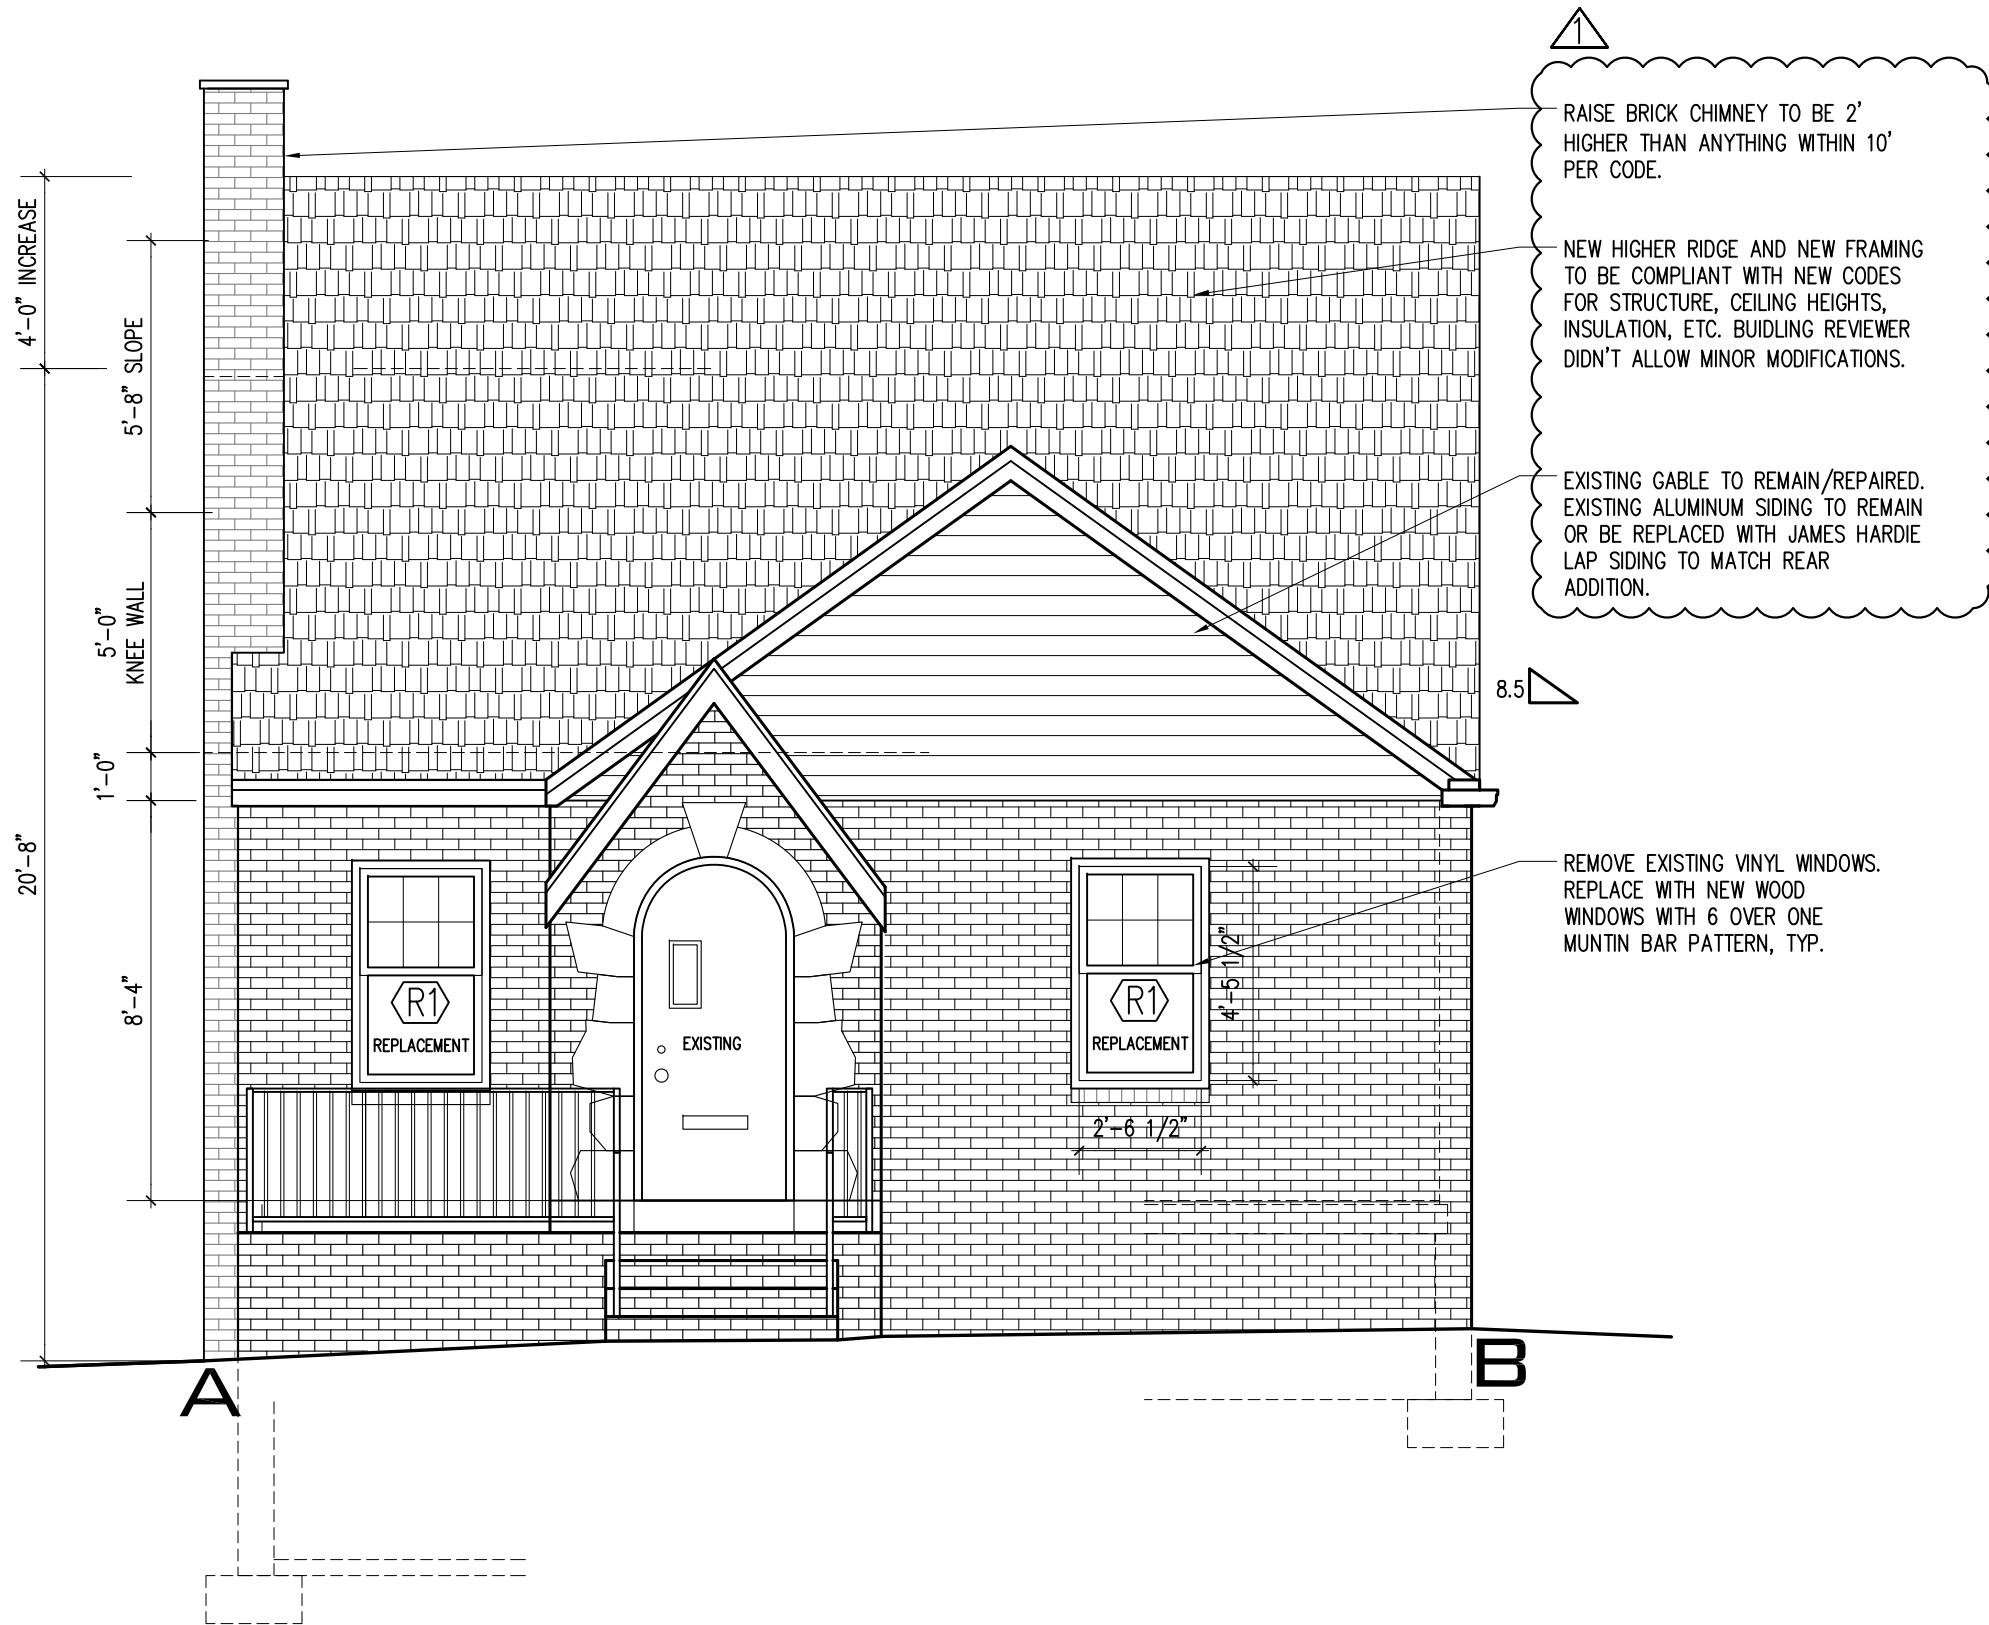 1
RAISE BRICK CHIMNEY TO BE 2'
HIGHER THAN ANYTHING WITHIN 10'
PER CODE.
NEW HIGHER RIDGE AND NEW FRAMING
TO BE COMPLIANT WITH NEW CODES
FOR STRUCTURE, CEILING HEIGHTS,
INSULATION, ETC. BUIDLING REVIEWER
DIDN'T ALLOW MINOR MODIFICATIONS.
EXISTING GABLE TO REMAIN/REPAIRED.
EXISTING ALUMINUM SIDING TO REMAIN
OR BE REPLACED WITH JAMES HARDIE
LAP SIDING TO MATCH REAR
ADDITION.
8.5
REMOVE EXISTING VINYL WINDOWS.
REPLACE WITH NEW WOOD
WINDOWS WITH 6 OVER ONE
MUNTIN BAR PATTERN, TYP.
4'-0" INCREASE
5'-8" SLOPE
5'-0"
KNEE WALL
1'-0"
20'-8"
8'-4"
R1
REPLACEMENT
EXISTING
R1
REPLACEMENT
4'-5 1/2"
2'-6 1/2"
A
B